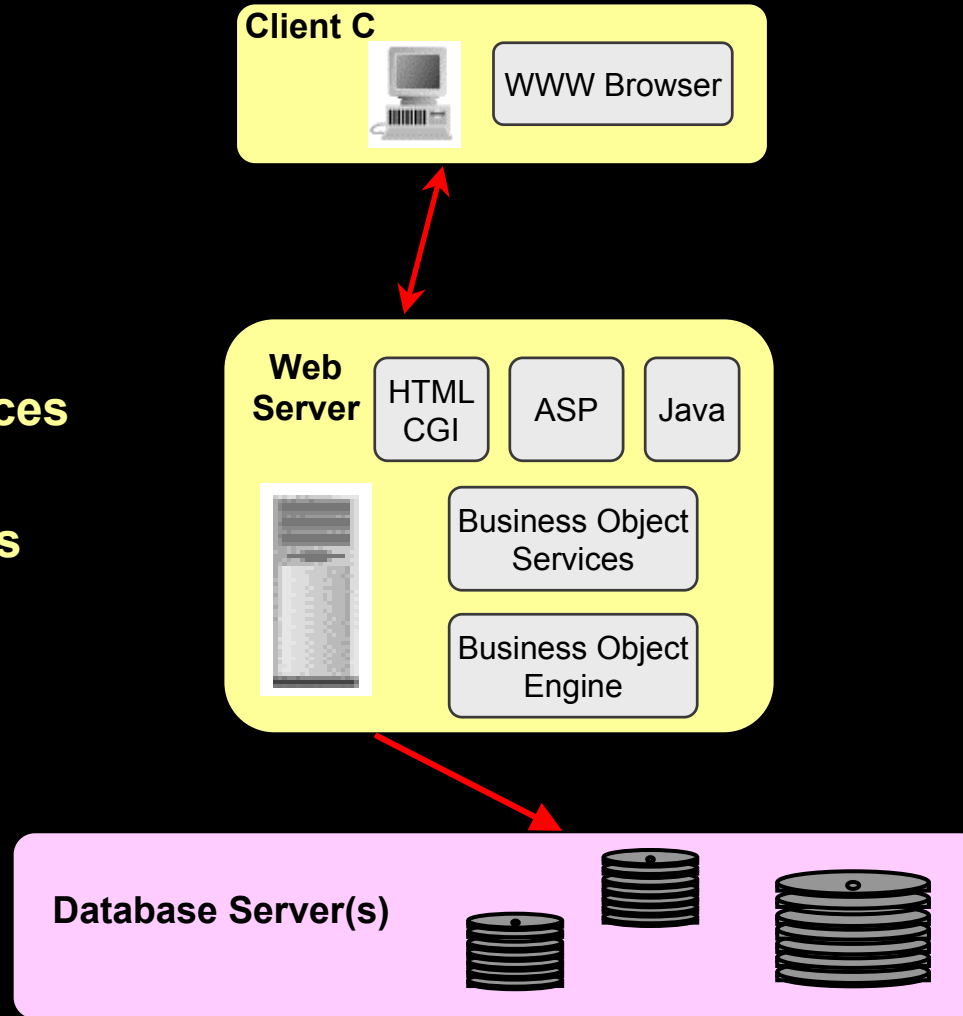 Client C
WWW Browser
Web
Server
HTML
CGI
ASP
Java
Business Object
Services
Business Object
Engine
Database Server(s)